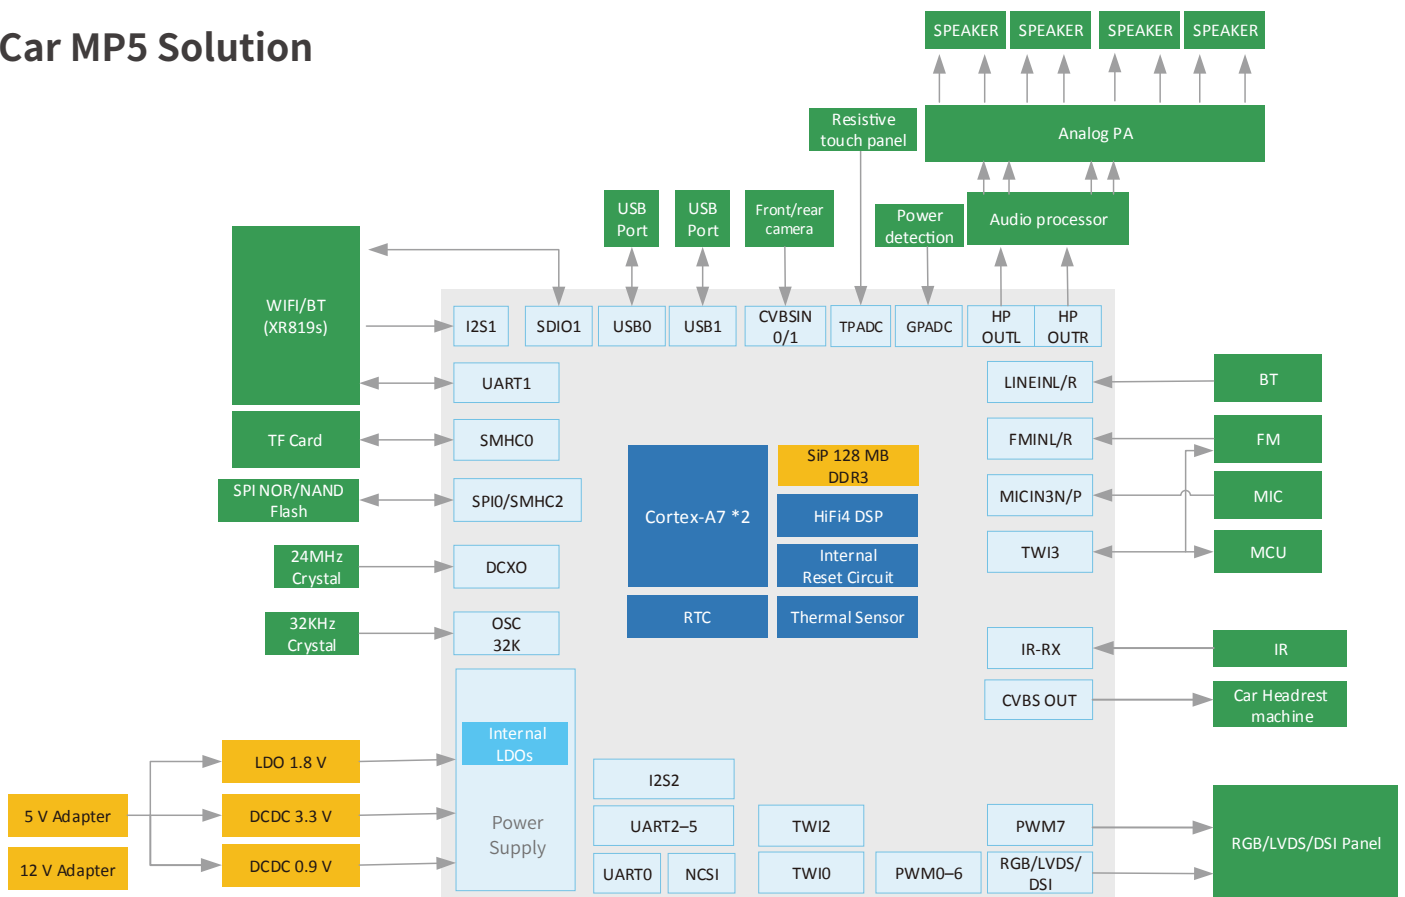 Car MP5 Solution
SPEAKER
SPEAKER
SPEAKER
SPEAKER
Analog PA
Resistive
touch panel
Audio processor
USB
Port
USB
Port
Front/rear
camera
Power
detection
WIFI/BT
(XR819s)
I2S1
SDIO1
USB0
USB1
CVBSIN
0/1
TPADC
GPADC
HP
OUTL
HP
OUTR
UART1
LINEINL/R
BT
TF Card
SMHC0
FMINL/R
FM
SPI NOR/NAND
Flash
SPI0/SMHC2
Cortex-A7 *2
SiP 128 MB
DDR3
HiFi4 DSP
MICIN3N/P
MIC
24MHz
Crystal
DCXO
Internal
Reset Circuit
TWI3
MCU
32KHz
Crystal
OSC
32K
RTC
Thermal Sensor
IR-RX
IR
CVBS OUT
Car Headrest
machine
Internal
LDOs
LDO 1.8 V
5 V Adapter
DCDC 3.3 V
Power
Supply
12 V Adapter
DCDC 0.9 V
I2S2
UART2–5
TWI2
PWM7
UART0
NCSI
TWI0
PWM0–6
RGB/LVDS/
DSI
RGB/LVDS/DSI Panel